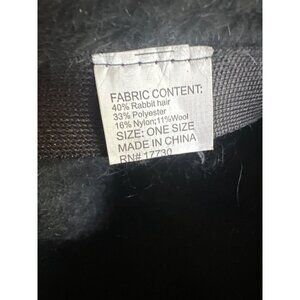 FABRIC CONTENT:
40% Rabbit hair
33% Polyester
16% Nylon;11%Wool
SIZE: ONE SIZE
MADE IN CHINA
RN# 17730